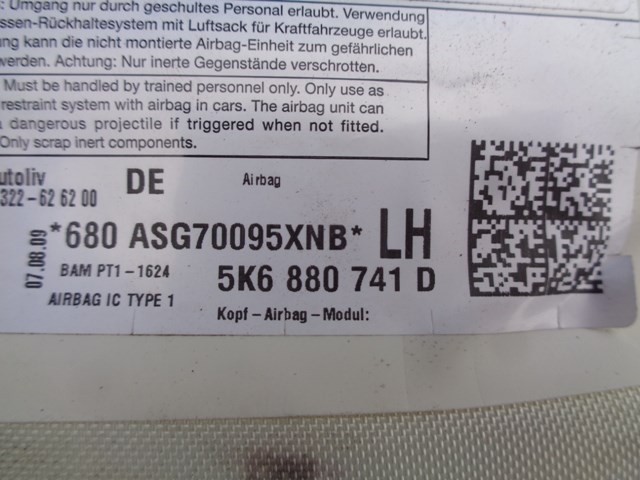 : Umgang nur durch geschultes Personal erlaubt. Verwendung
ssen-Rückhaltesystem mit Luftsack für Kraftfahrzeuge erlaubt.
ng kann die nicht montierte Airbag-Einheit zum gefährlichen
werden. Achtung: Nur inerte Gegenstände verschrotten.
Must be handled by trained personnel only. Only use as
restraint system with airbag in cars. The airbag unit can
dangerous projectile if triggered when not fitted.
Only scrap inert components.
utoliv
DE
Airbag
322-62 62 00
07.08.09
*680 ASG70095XNB*
LH
BAM PT1-1624
5K6 880 741 D
AIRBAG IC TYPE 1
Kopf-Airbag-Modul: